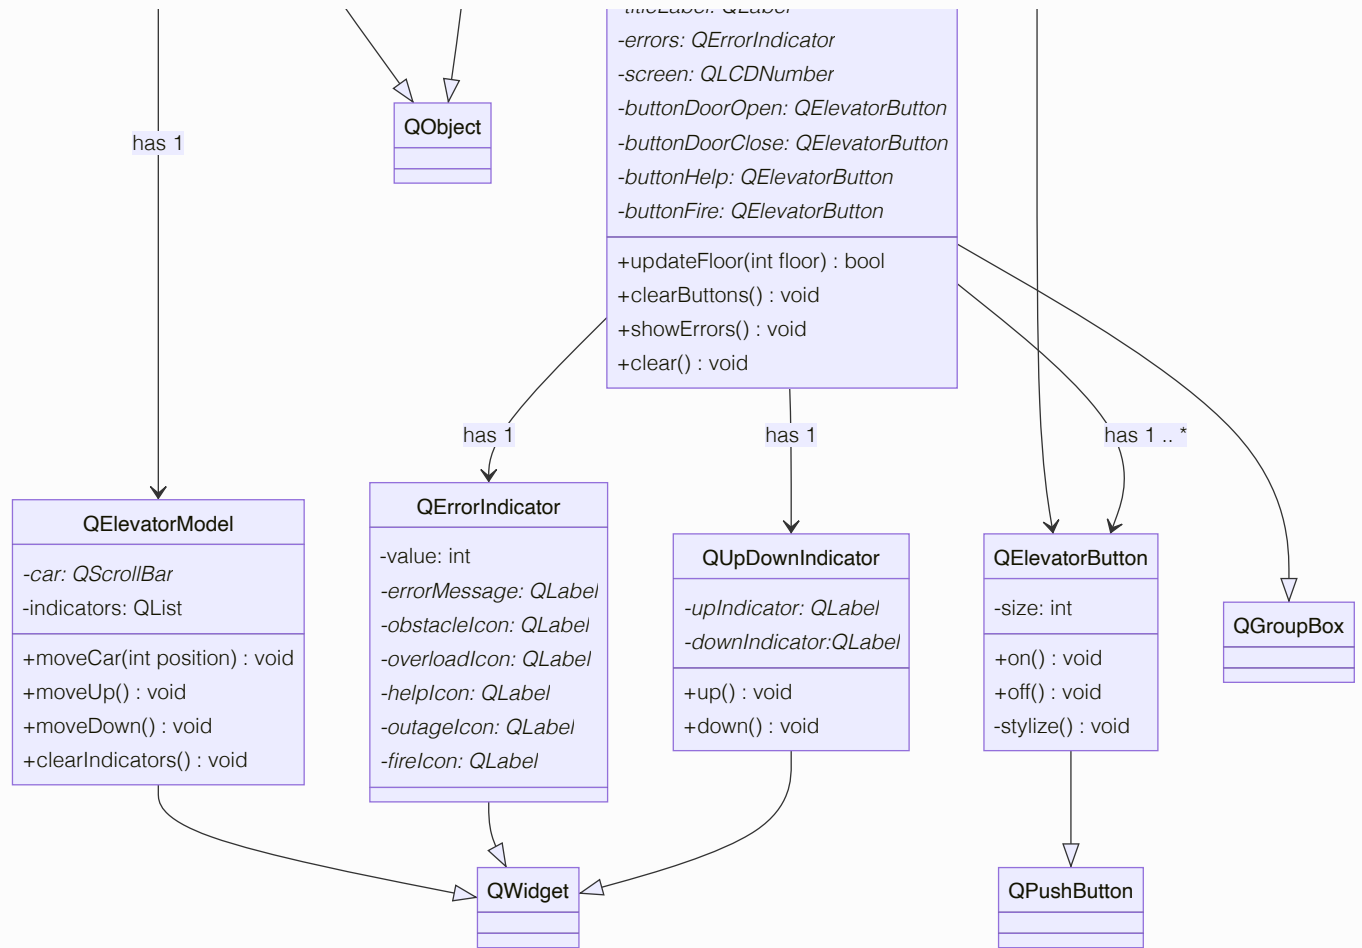 -titleLabel: QLabel
-errors: QErrorIndicator
-screen: QLCDNumber
-buttonDoorOpen: QElevatorButton
-buttonDoorClose: QElevatorButton
-buttonHelp: QElevatorButton
-buttonFire: QElevatorButton
+updateFloor(int floor) : bool
+clearButtons() : void
+showErrors() : void
+clear() : void
QObject
has 1
has 1
has 1
has 1 .. *
QElevatorModel
-car: QScrollBar
-indicators: QList
+moveCar(int position) : void
+moveUp() : void
+moveDown() : void
+clearIndicators() : void
QErrorIndicator
-value: int
-errorMessage: QLabel
-obstacleIcon: QLabel
-overloadIcon: QLabel
-helpIcon: QLabel
-outageIcon: QLabel
-fireIcon: QLabel
QUpDownIndicator
-upIndicator: QLabel
-downIndicator:QLabel
+up() : void
+down() : void
QElevatorButton
-size: int
+on() : void
+off() : void
-stylize() : void
QGroupBox
QWidget
QPushButton